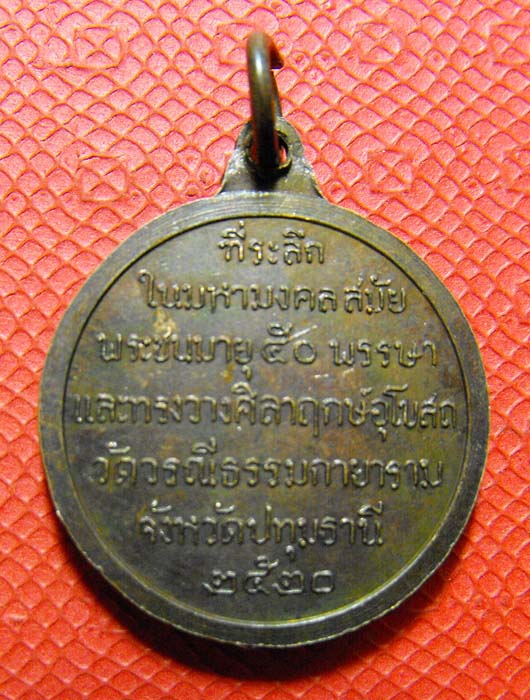 ที่ระลึก
ในมหามงคลสมัย
พระชนมายุ ๕๐ พรรษา
และทรงวางศิลาฤกษ์อุโบสถ
วัดวรณีธรรมกายาราม
จังหวัดปทุมธานี
๒๕๒๐